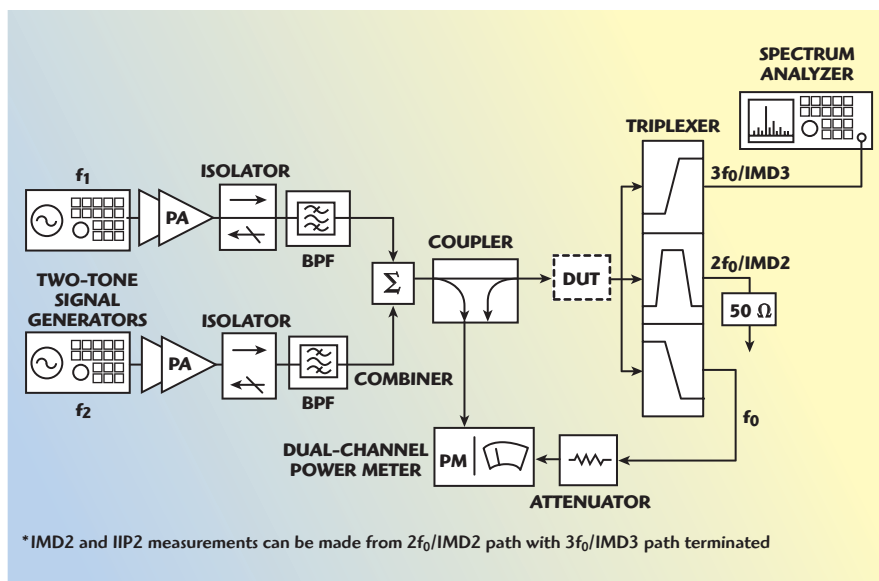 SPECTRUM
ANALYZER
TRIPLEXER
f₁
ISOLATOR
PA
BPF
3f₀/IMD3
COUPLER
Σ
DUT
2f₀/IMD2
50 Ω
TWO-TONE
SIGNAL
GENERATORS
ISOLATOR
PA
BPF
COMBINER
f₂
f₀
DUAL-CHANNEL
POWER METER
PM
ATTENUATOR
*IMD2 and IIP2 measurements can be made from 2f₀/IMD2 path with 3f₀/IMD3 path terminated